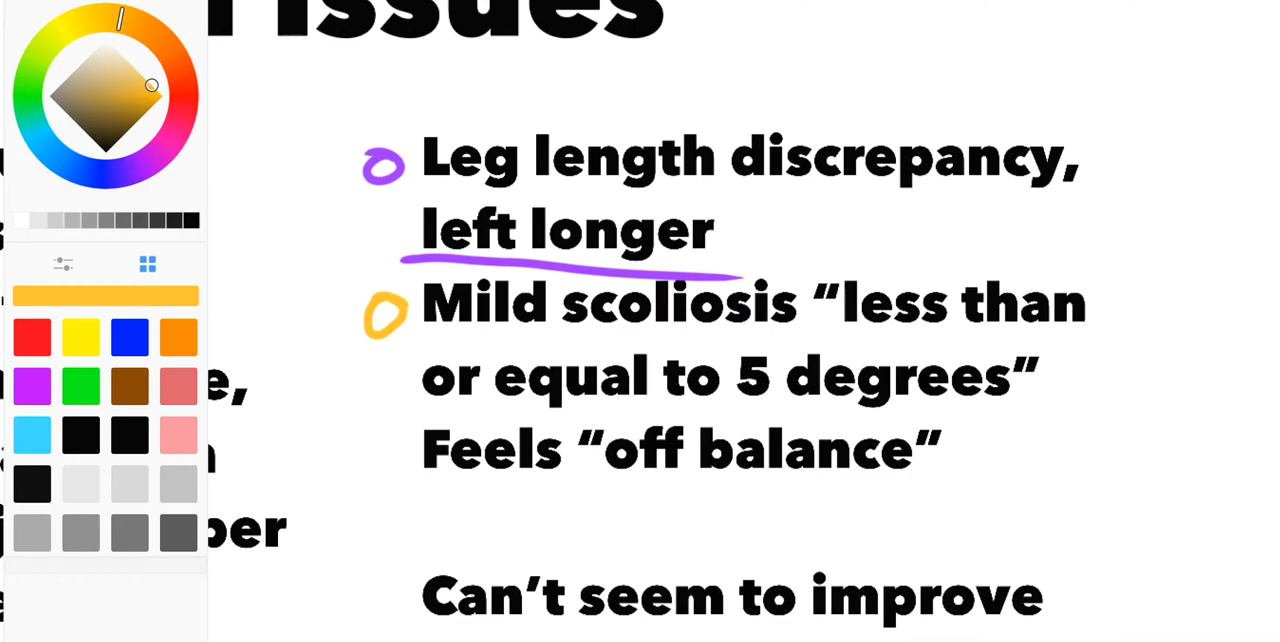 issues
Leg length discrepancy,
left longer
Mild scoliosis “less than
or equal to 5 degrees”
Feels “off balance”
Can’t seem to improve